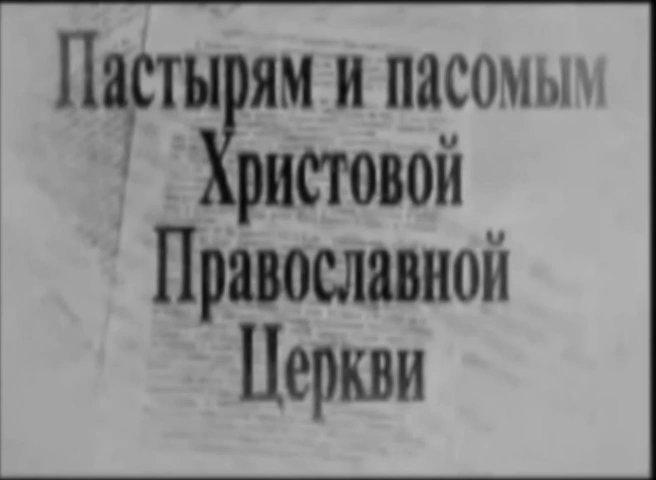 Пастырям и пасомым
Христовой
Православной
Церкви